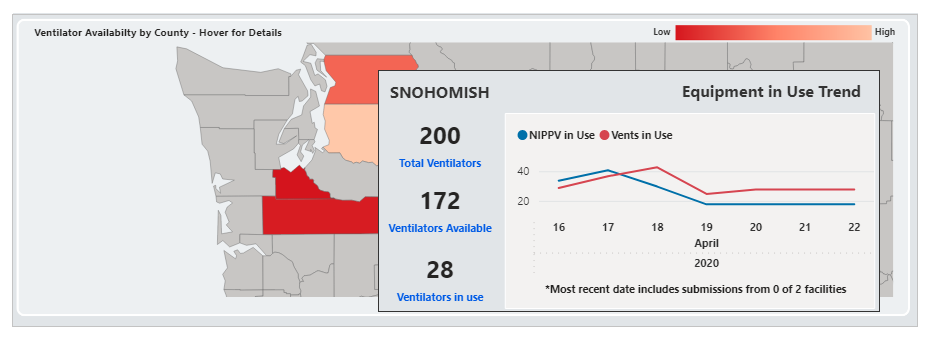 Ventilator Availabilty by County - Hover for Details
Low
High
SNOHOMISH
Equipment in Use Trend
200
Total Ventilators
172
Ventilators Available
28
Ventilators in use
NIPPV in Use
Vents in Use
40
20
16 17 18 19 20 21 22
April
2020
*Most recent date includes submissions from 0 of 2 facilities